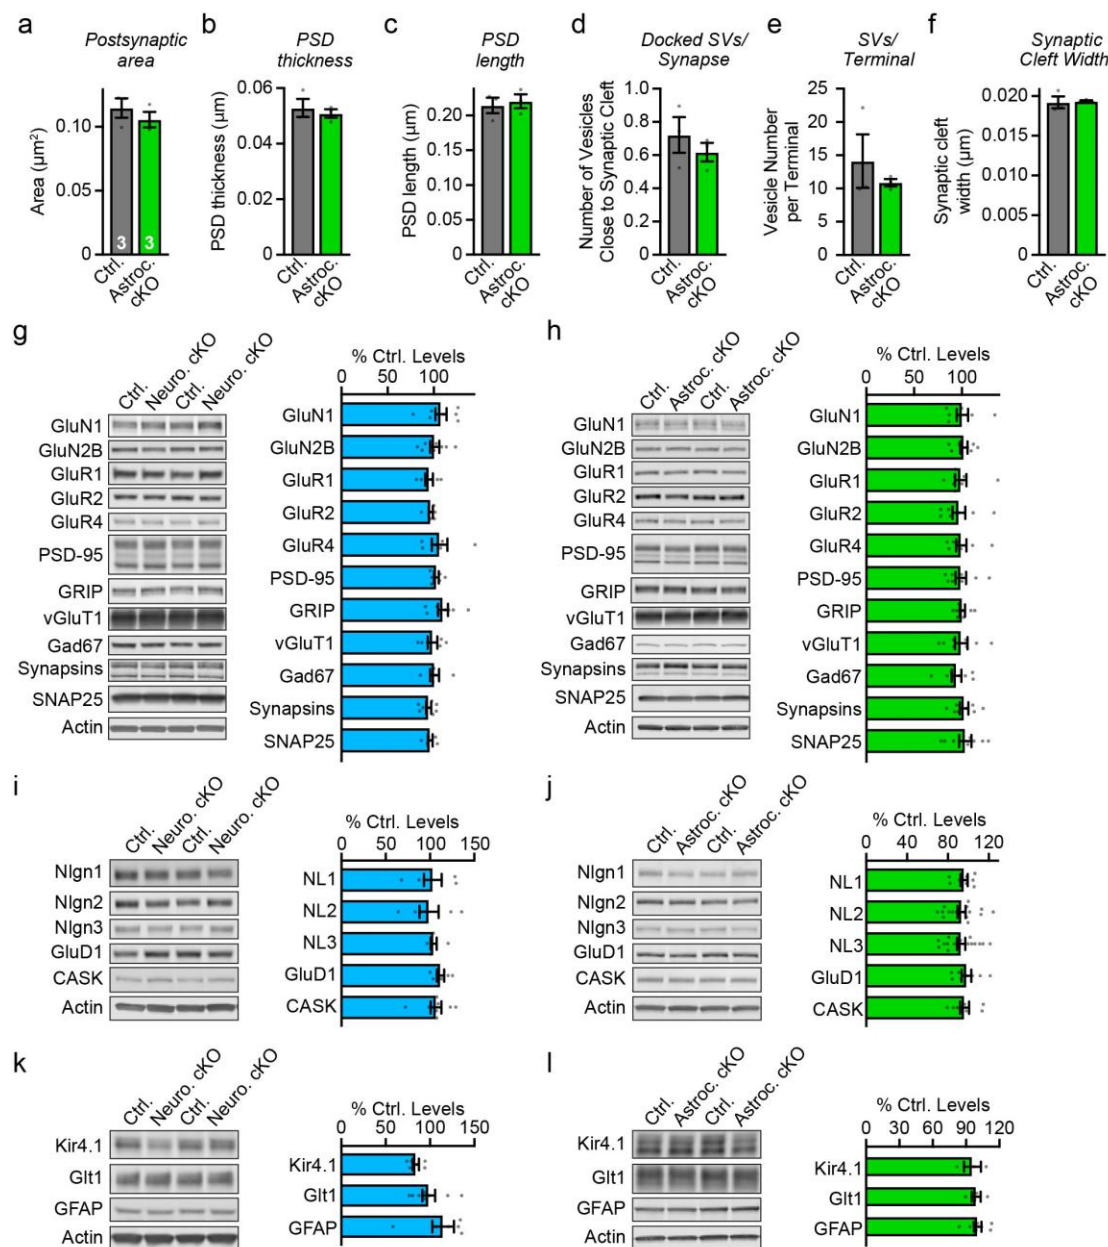 a
Postsynaptic
area
Area (µm²)
0.10
0.05
0
3
3
Ctrl.
Astroc.
cKO
b
PSD
thickness
PSD thickness (µm)
0.06
0.04
0.02
0
Ctrl.
Astroc.
cKO
c
PSD
length
PSD length (µm)
0.20
0.15
0.10
0.05
0
Ctrl.
Astroc.
cKO
d
Docked SVs/
Synapse
Number of Vesicles
Close to Synaptic Cleft
1.0
0.8
0.6
0.4
0.2
0
Ctrl.
Astroc.
cKO
e
SVs/
Terminal
Vesicle Number
per Terminal
25
20
15
10
5
0
Ctrl.
Astroc.
cKO
f
Synaptic
Cleft Width
Synaptic cleft
width (µm)
0.020
0.015
0.010
0.005
0
Ctrl.
Astroc.
cKO
g
Ctrl.
Neuro. cKO
Ctrl.
Neuro. cKO
GluN1
GluN2B
GluR1
GluR2
GluR4
PSD-95
GRIP
vGluT1
Gad67
Synapsins
SNAP25
Actin
% Ctrl. Levels
0 50 100
GluN1
GluN2B
GluR1
GluR2
GluR4
PSD-95
GRIP
vGluT1
Gad67
Synapsins
SNAP25
h
Ctrl.
Astroc. cKO
Ctrl.
Astroc. cKO
GluN1
GluN2B
GluR1
GluR2
GluR4
PSD-95
GRIP
vGluT1
Gad67
Synapsins
SNAP25
Actin
% Ctrl. Levels
0 50 100
GluN1
GluN2B
GluR1
GluR2
GluR4
PSD-95
GRIP
vGluT1
Gad67
Synapsins
SNAP25
i
Ctrl.
Neuro. cKO
Ctrl.
Neuro. cKO
Nlgn1
Nlgn2
Nlgn3
GluD1
CASK
Actin
% Ctrl. Levels
0 50 100 150
NL1
NL2
NL3
GluD1
CASK
j
Ctrl.
Astroc. cKO
Ctrl.
Astroc. cKO
Nlgn1
Nlgn2
Nlgn3
GluD1
CASK
Actin
% Ctrl. Levels
0 40 80 120
NL1
NL2
NL3
GluD1
CASK
k
Ctrl.
Neuro. cKO
Ctrl.
Neuro. cKO
Kir4.1
Glt1
GFAP
Actin
% Ctrl. Levels
0 50 100 150
Kir4.1
Glt1
GFAP
l
Ctrl.
Astroc. cKO
Ctrl.
Astroc. cKO
Kir4.1
Glt1
GFAP
Actin
% Ctrl. Levels
0 30 60 90 120
Kir4.1
Glt1
GFAP